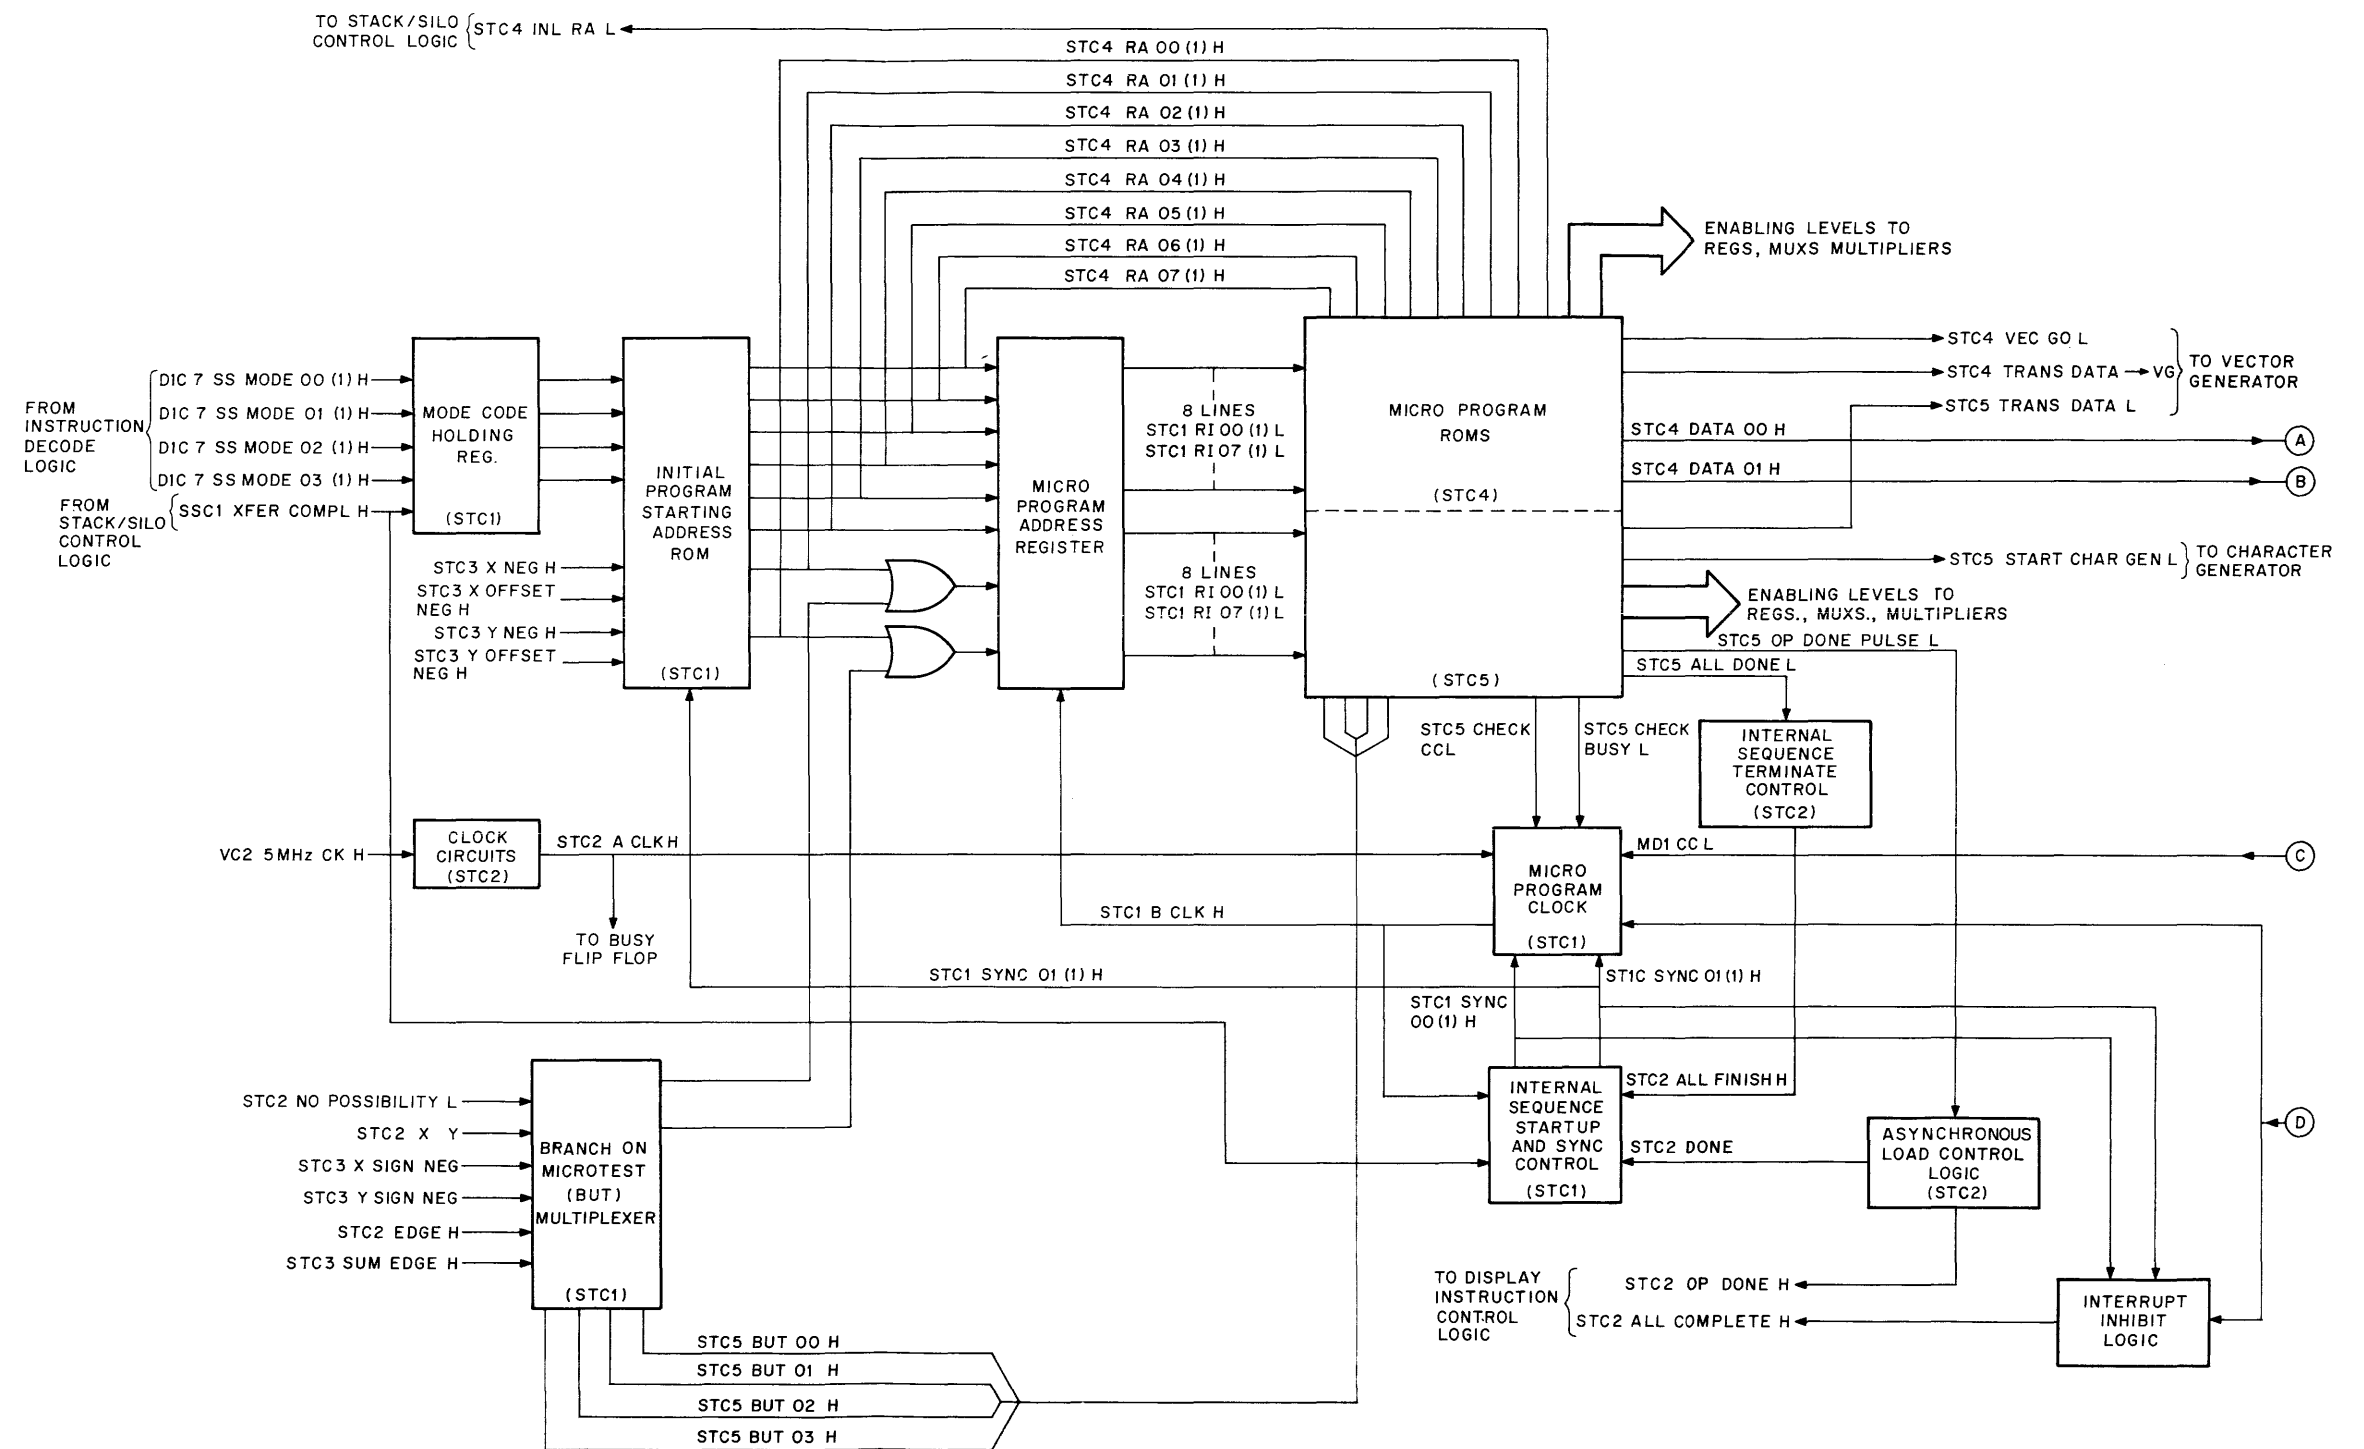 TO STACK/SILO
CONTROL LOGIC
STC4 INL RA L
STC4 RA 00 (1) H
STC4 RA 01 (1) H
STC4 RA 02 (1) H
STC4 RA 03 (1) H
STC4 RA 04 (1) H
STC4 RA 05 (1) H
STC4 RA 06 (1) H
STC4 RA 07 (1) H
ENABLING LEVELS TO
REGS, MUXS MULTIPLIERS
FROM
INSTRUCTION
DECODE
LOGIC
DIC 7 SS MODE 00 (1) H
DIC 7 SS MODE 01 (1) H
DIC 7 SS MODE 02 (1) H
DIC 7 SS MODE 03 (1) H
FROM
STACK/SILO
CONTROL
LOGIC
SSC1 XFER COMPL H
MODE CODE
HOLDING
REG.
(STC1)
STC3 X NEG H
STC3 X OFFSET
NEG H
STC3 Y NEG H
STC3 Y OFFSET
NEG H
INITIAL
PROGRAM
STARTING
ADDRESS
ROM
(STC1)
MICRO
PROGRAM
ADDRESS
REGISTER
8 LINES
STC1 RI 00 (1) L
STC1 RI 07 (1) L
8 LINES
STC1 RI 00 (1) L
STC1 RI 07 (1) L
MICRO PROGRAM
ROMS
(STC4)
(STC5)
STC4 VEC GO L
STC4 TRANS DATA → VG
STC5 TRANS DATA L
TO VECTOR
GENERATOR
STC4 DATA 00 H
A
STC4 DATA 01 H
B
STC5 START CHAR GEN L
TO CHARACTER
GENERATOR
ENABLING LEVELS TO
REGS., MUXS., MULTIPLIERS
STC5 OP DONE PULSE L
STC5 ALL DONE L
STC5 CHECK
CCL
STC5 CHECK
BUSY L
INTERNAL
SEQUENCE
TERMINATE
CONTROL
(STC2)
VC2 5MHz CK H
CLOCK
CIRCUITS
(STC2)
STC2 A CLK H
TO BUSY
FLIP FLOP
MICRO
PROGRAM
CLOCK
(STC1)
MD1 CC L
C
STC1 B CLK H
STC1 SYNC 01 (1) H
ST1C SYNC 01 (1) H
STC1 SYNC
00 (1) H
STC2 NO POSSIBILITY L
STC2 X Y
STC3 X SIGN NEG
STC3 Y SIGN NEG
STC2 EDGE H
STC3 SUM EDGE H
BRANCH ON
MICROTEST
(BUT)
MULTIPLEXER
(STC1)
INTERNAL
SEQUENCE
STARTUP
AND SYNC
CONTROL
(STC1)
STC2 ALL FINISH H
STC2 DONE
ASYNCHRONOUS
LOAD CONTROL
LOGIC
(STC2)
D
TO DISPLAY
INSTRUCTION
CONTROL
LOGIC
STC2 OP DONE H
STC2 ALL COMPLETE H
INTERRUPT
INHIBIT
LOGIC
STC5 BUT 00 H
STC5 BUT 01 H
STC5 BUT 02 H
STC5 BUT 03 H